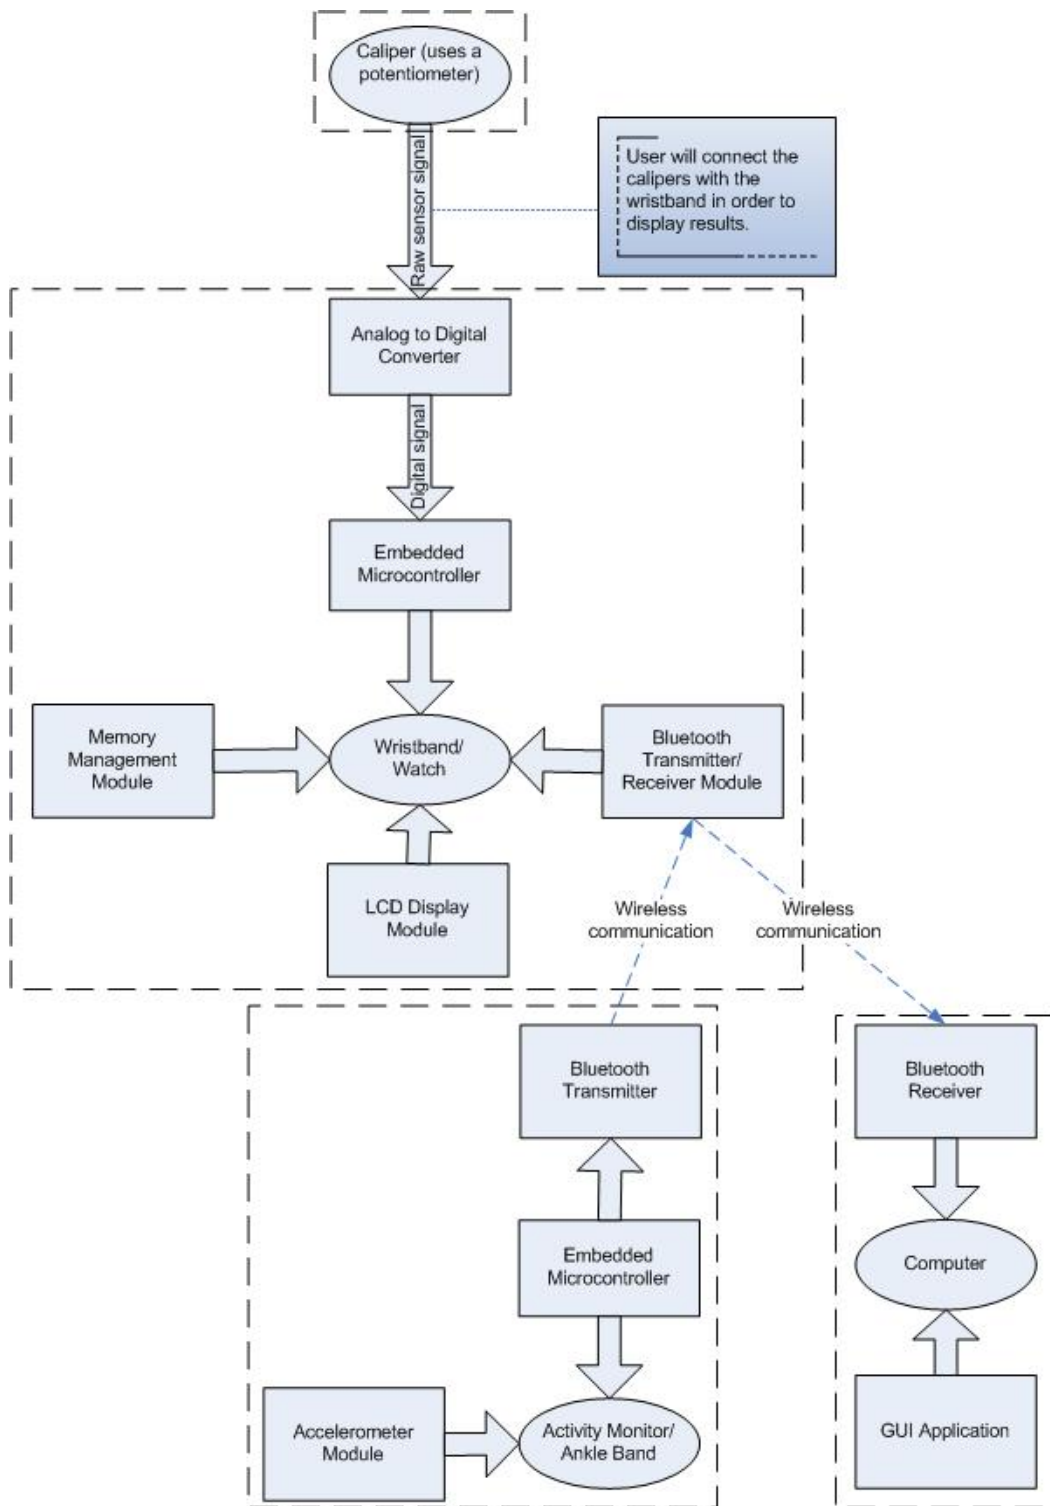 Caliper (uses a
potentiometer)
Raw sensor signal
User will connect the
calipers with the
wristband in order to
display results.
Analog to Digital
Converter
Digital signal
Embedded
Microcontroller
Memory
Management
Module
Wristband/
Watch
Bluetooth
Transmitter/
Receiver Module
LCD Display
Module
Wireless
communication
Wireless
communication
Bluetooth
Transmitter
Bluetooth
Receiver
Embedded
Microcontroller
Computer
Accelerometer
Module
Activity Monitor/
Ankle Band
GUI Application